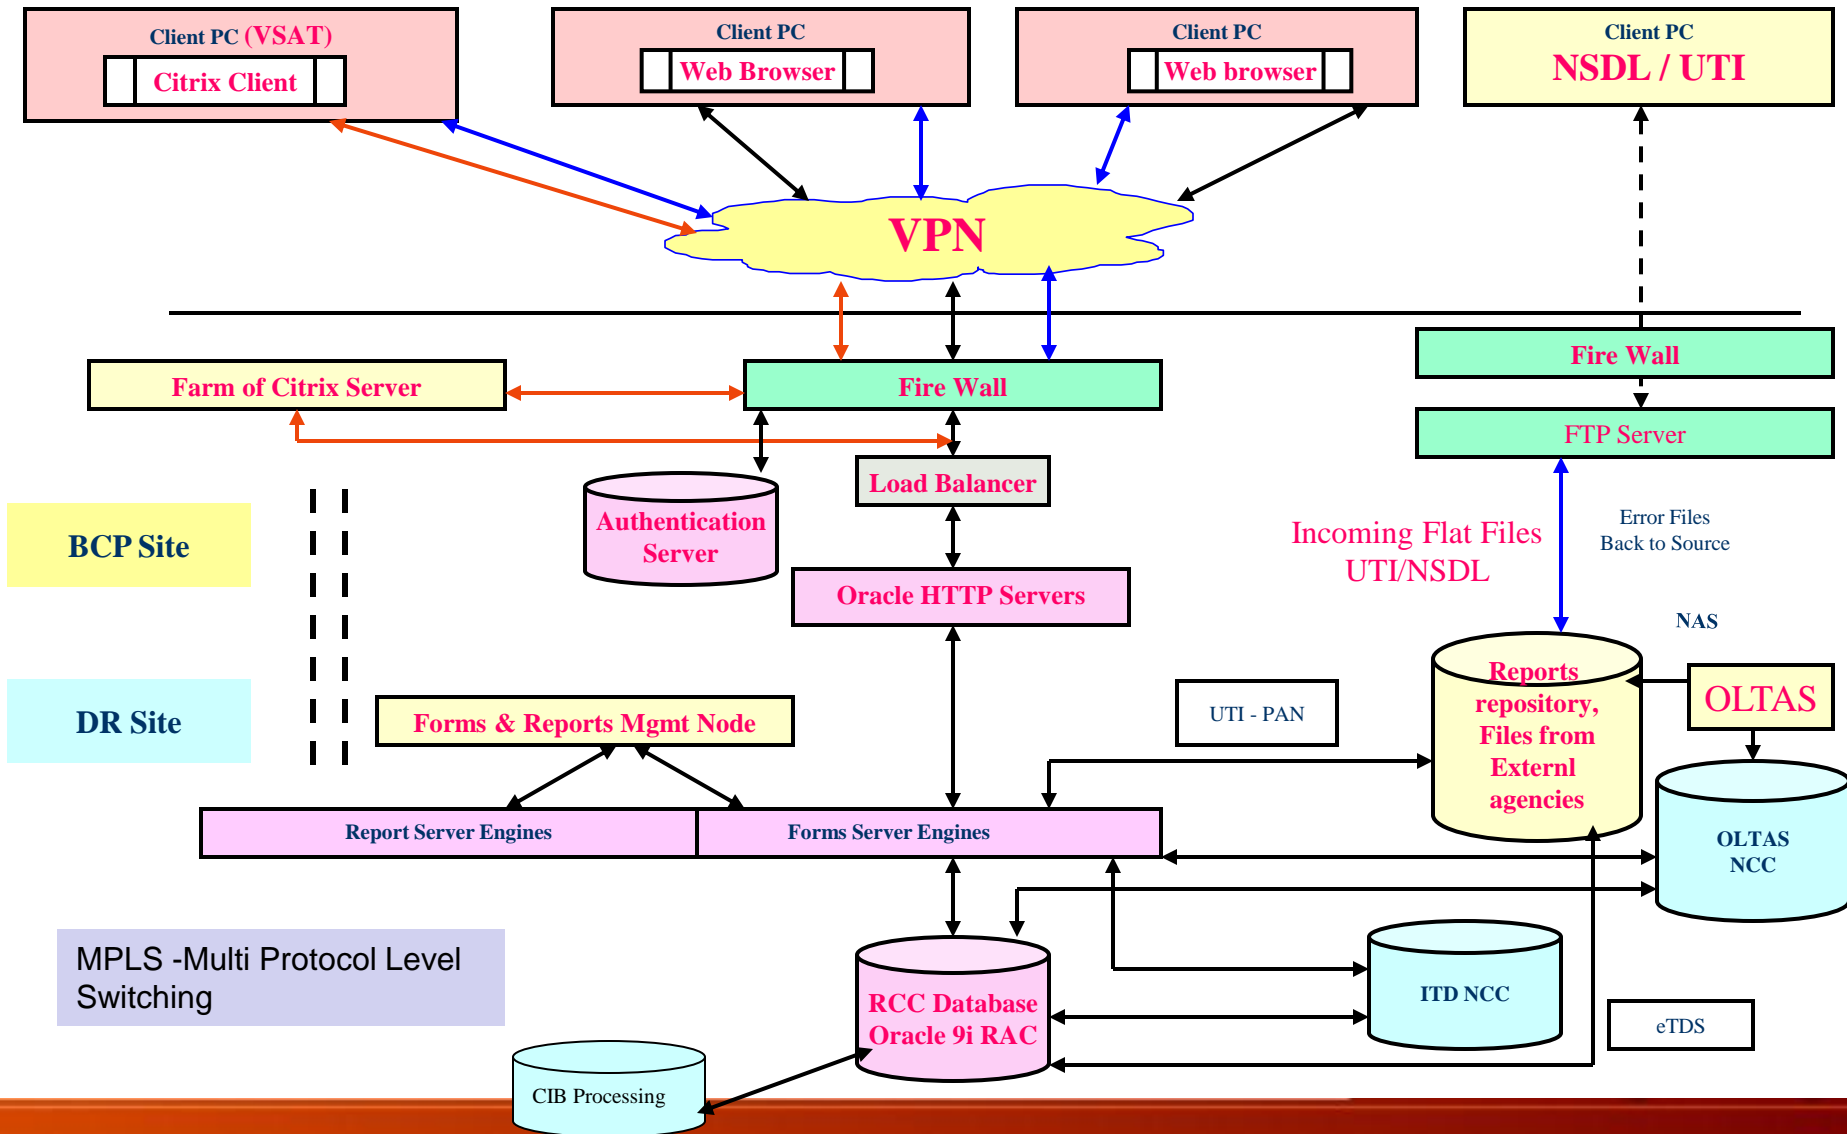 Client PC (VSAT)
Citrix Client
Client PC
Web Browser
Client PC
Web browser
Client PC
NSDL / UTI
VPN
Farm of Citrix Server
Fire Wall
Fire Wall
FTP Server
Load Balancer
Authentication
Server
BCP Site
Incoming Flat Files
UTI/NSDL
Error Files
Back to Source
Oracle HTTP Servers
NAS
DR Site
Forms & Reports Mgmt Node
UTI - PAN
Reports
repository,
Files from
Externl
agencies
OLTAS
Report Server Engines
Forms Server Engines
OLTAS
NCC
MPLS -Multi Protocol Level
Switching
RCC Database
Oracle 9i RAC
ITD NCC
eTDS
CIB Processing